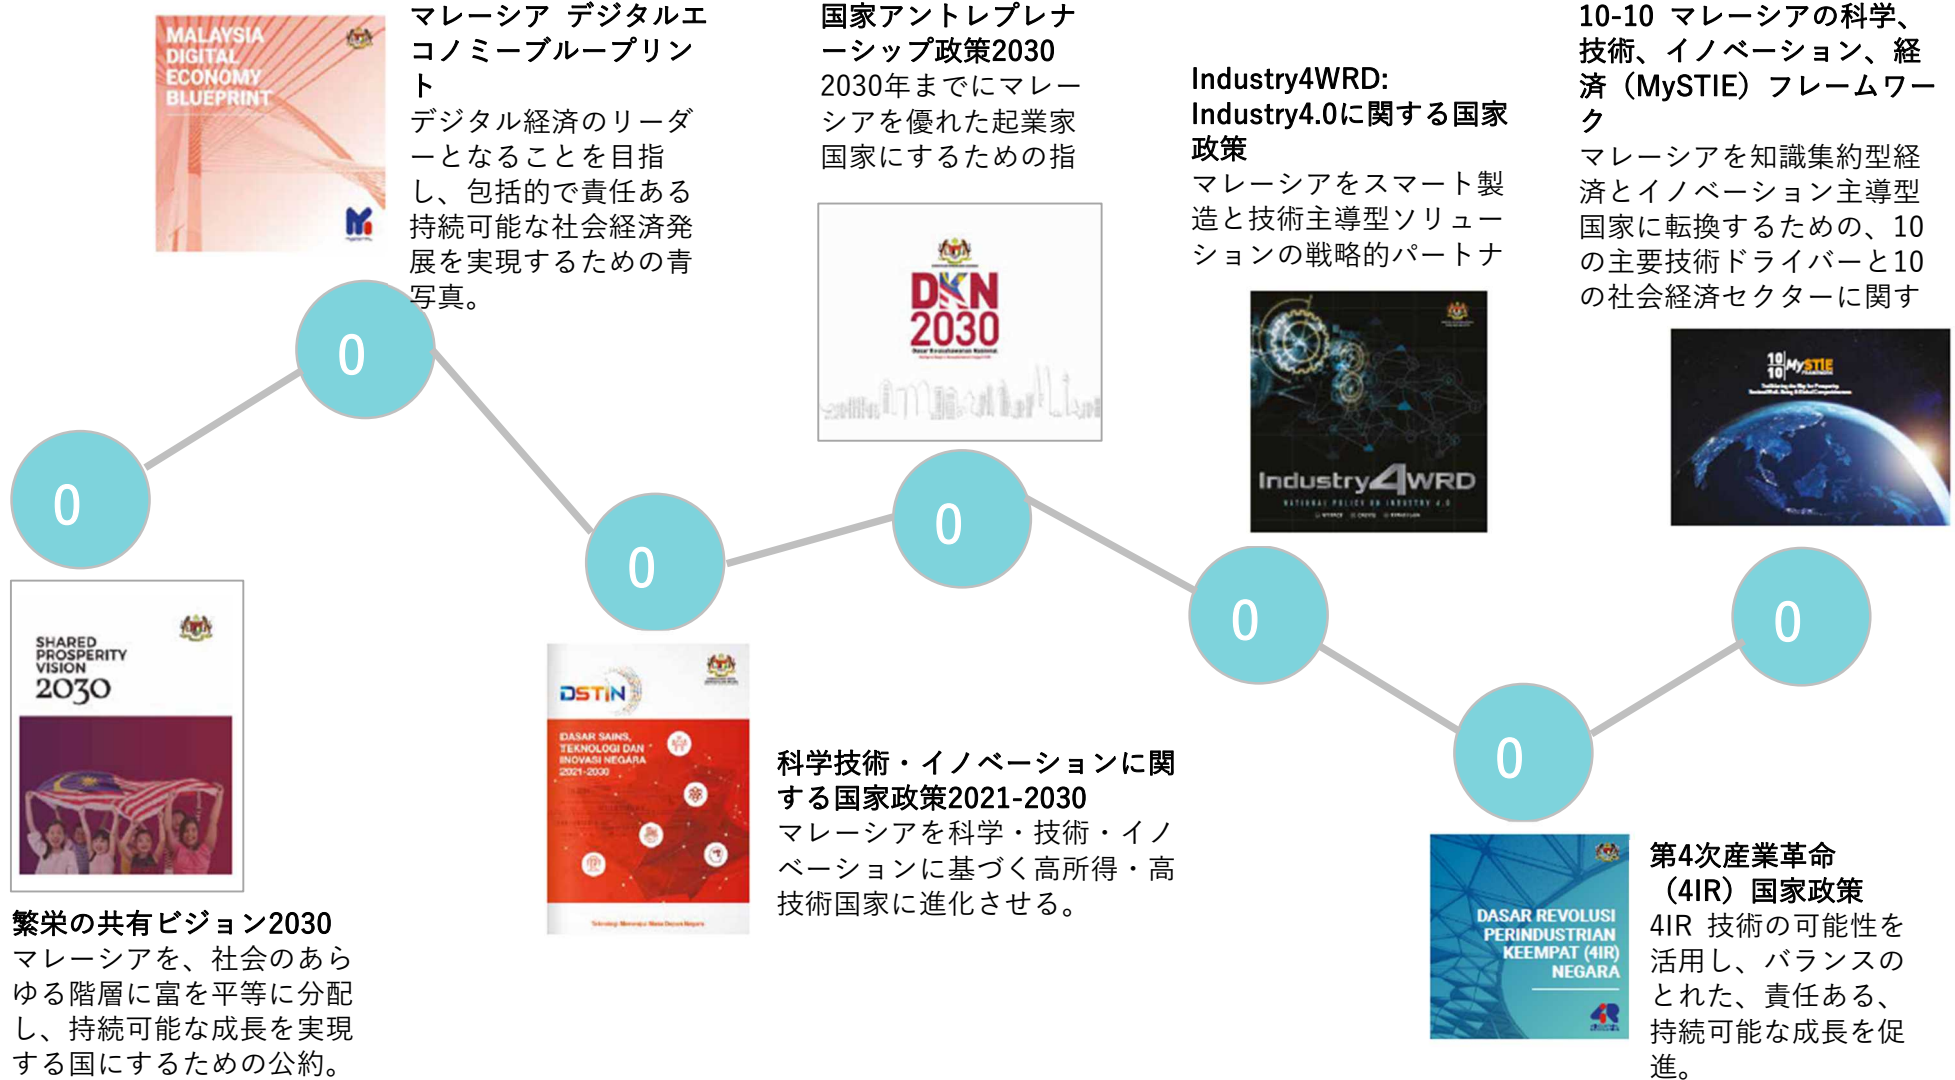 MALAYSIA
DIGITAL
ECONOMY
BLUEPRINT
マレーシア デジタルエ
コノミーブループリン
ト
デジタル経済のリーダ
ーとなることを目指
し、包括的で責任ある
持続可能な社会経済発
展を実現するための青
写真。
0
国家アントレプレナ
ーシップ政策2030
2030年までにマレー
シアを優れた起業家
国家にするための指
DKN
2030
Dasar Keusahawanan Nasional
0
Industry4WRD:
Industry4.0に関する国家
政策
マレーシアをスマート製
造と技術主導型ソリュー
ションの戦略的パートナ
Industry4WRD
NATIONAL POLICY ON INDUSTRY 4.0
0
10-10 マレーシアの科学、
技術、イノベーション、経
済（MySTIE）フレームワー
ク
マレーシアを知識集約型経
済とイノベーション主導型
国家に転換するための、10
の主要技術ドライバーと10
の社会経済セクターに関す
10
10
MySTIE
FRAMEWORK
0
0
SHARED
PROSPERITY
VISION
2030
繁栄の共有ビジョン2030
マレーシアを、社会のあら
ゆる階層に富を平等に分配
し、持続可能な成長を実現
する国にするための公約。
0
DSTIN
DASAR SAINS,
TEKNOLOGI DAN
INOVASI NEGARA
2021-2030
Teknologi Menerajui Masa Depan Negara
科学技術・イノベーションに関
する国家政策2021-2030
マレーシアを科学・技術・イノ
ベーションに基づく高所得・高
技術国家に進化させる。
0
DASAR REVOLUSI
PERINDUSTRIAN
KEEMPAT (4IR)
NEGARA
4IR
第4次産業革命
（4IR）国家政策
4IR 技術の可能性を
活用し、バランスの
とれた、責任ある、
持続可能な成長を促
進。